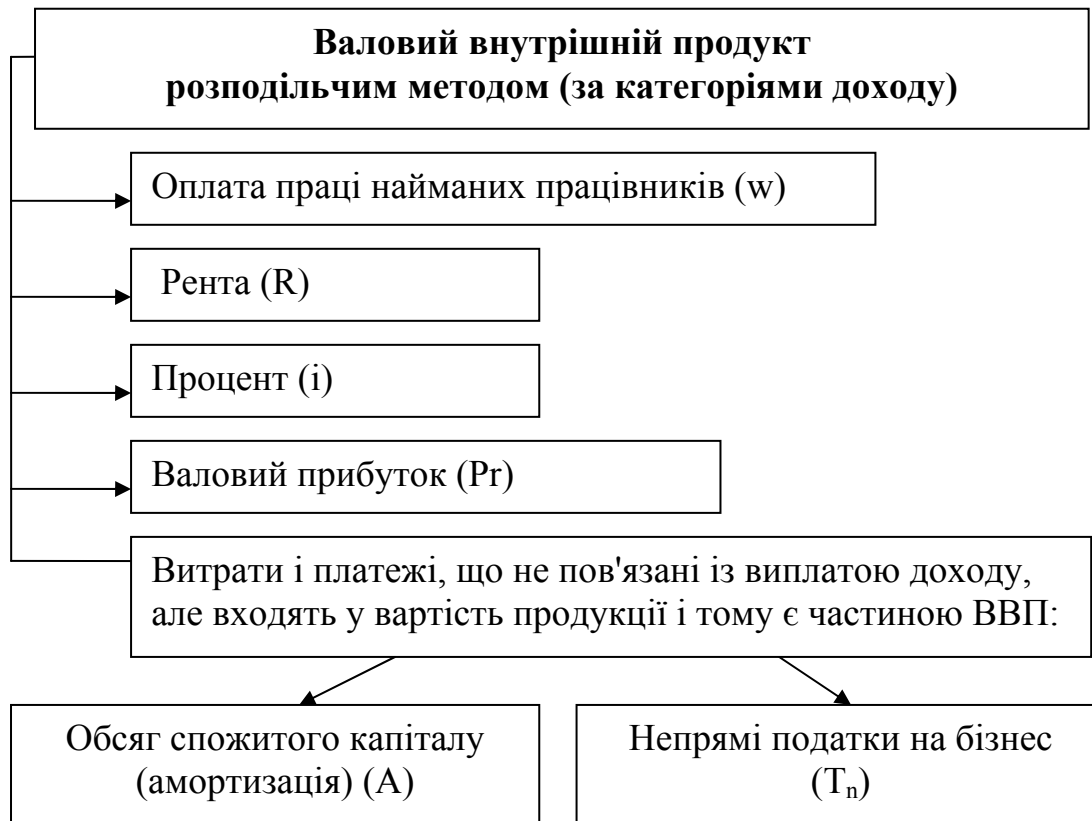 Валовий внутрішній продукт
розподільчим методом (за категоріями доходу)
Оплата праці найманих працівників (w)
Рента (R)
Процент (i)
Валовий прибуток (Pr)
Витрати і платежі, що не пов'язані із виплатою доходу,
але входять у вартість продукції і тому є частиною ВВП:
Обсяг спожитого капіталу
(амортизація) (А)
Непрямі податки на бізнес
(Tₙ)